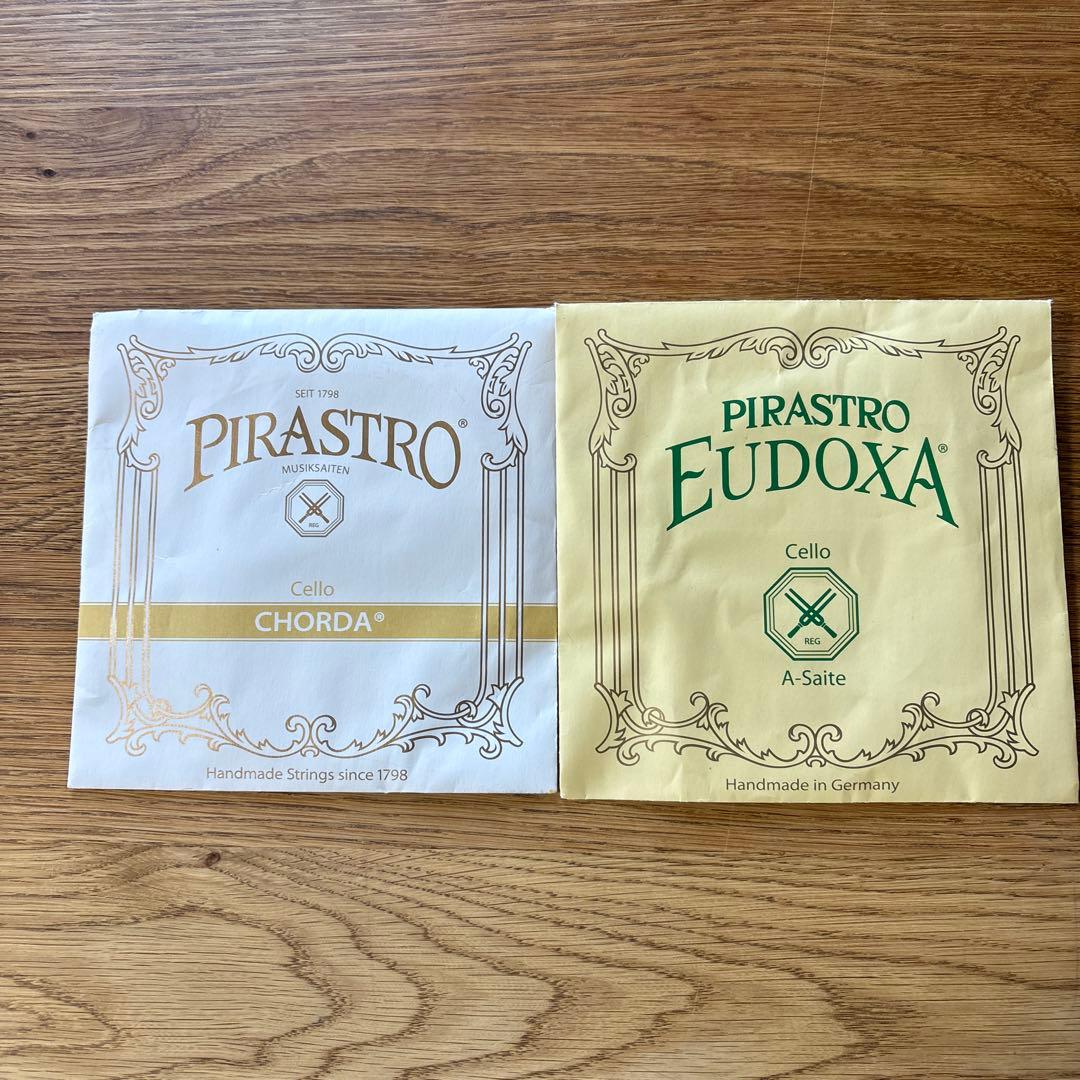 SEIT 1798
PIRASTRO®
MUSIKSAITEN
REG
Cello
CHORDA®
Handmade Strings since 1798
PIRASTRO
EUDOXA®
Cello
REG
A-Saite
Handmade in Germany